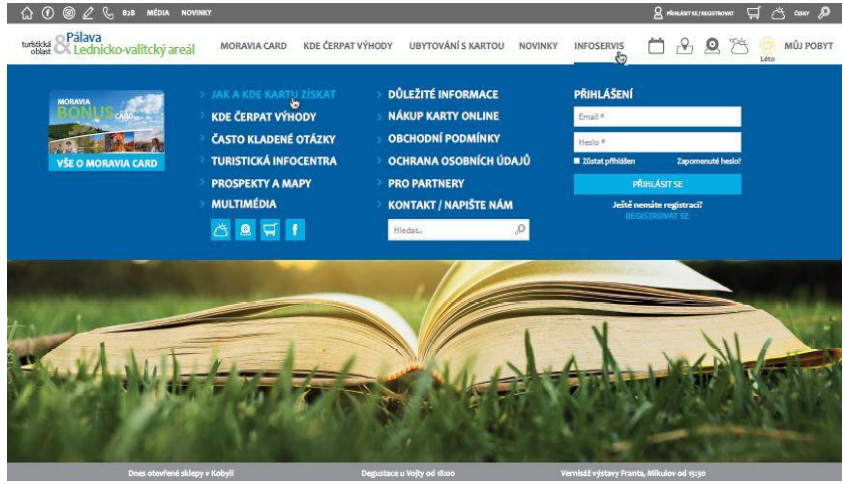 B2B MÉDIA NOVINKY
PŘIHLÁSIT SE / REGISTROVAT
ČESKY
turistická
oblast
&
Pálava
Lednicko-valtický areál
MORAVIA CARD KDE ČERPAT VÝHODY UBYTOVÁNÍ S KARTOU NOVINKY INFOSERVIS
Léto
MŮJ POBYT
MORAVIA
BONUS CARD
VŠE O MORAVIA CARD
JAK A KDE KARTU ZÍSKAT
KDE ČERPAT VÝHODY
ČASTO KLADENÉ OTÁZKY
TURISTICKÁ INFOCENTRA
PROSPEKTY A MAPY
MULTIMÉDIA
f
DŮLEŽITÉ INFORMACE
NÁKUP KARTY ONLINE
OBCHODNÍ PODMÍNKY
OCHRANA OSOBNÍCH ÚDAJŮ
PRO PARTNERY
KONTAKT / NAPIŠTE NÁM
Hledat..
PŘIHLÁŠENÍ
Email *
Heslo *
Zůstat přihlášen Zapomenuté heslo?
PŘIHLÁSIT SE
Ještě nemáte registraci?
REGISTROVAT SE
Dnes otevřené sklepy v Kobylí
Degustace u Vojty od 18:00
Vernisáž výstavy Franta, Mikulov od 15:30